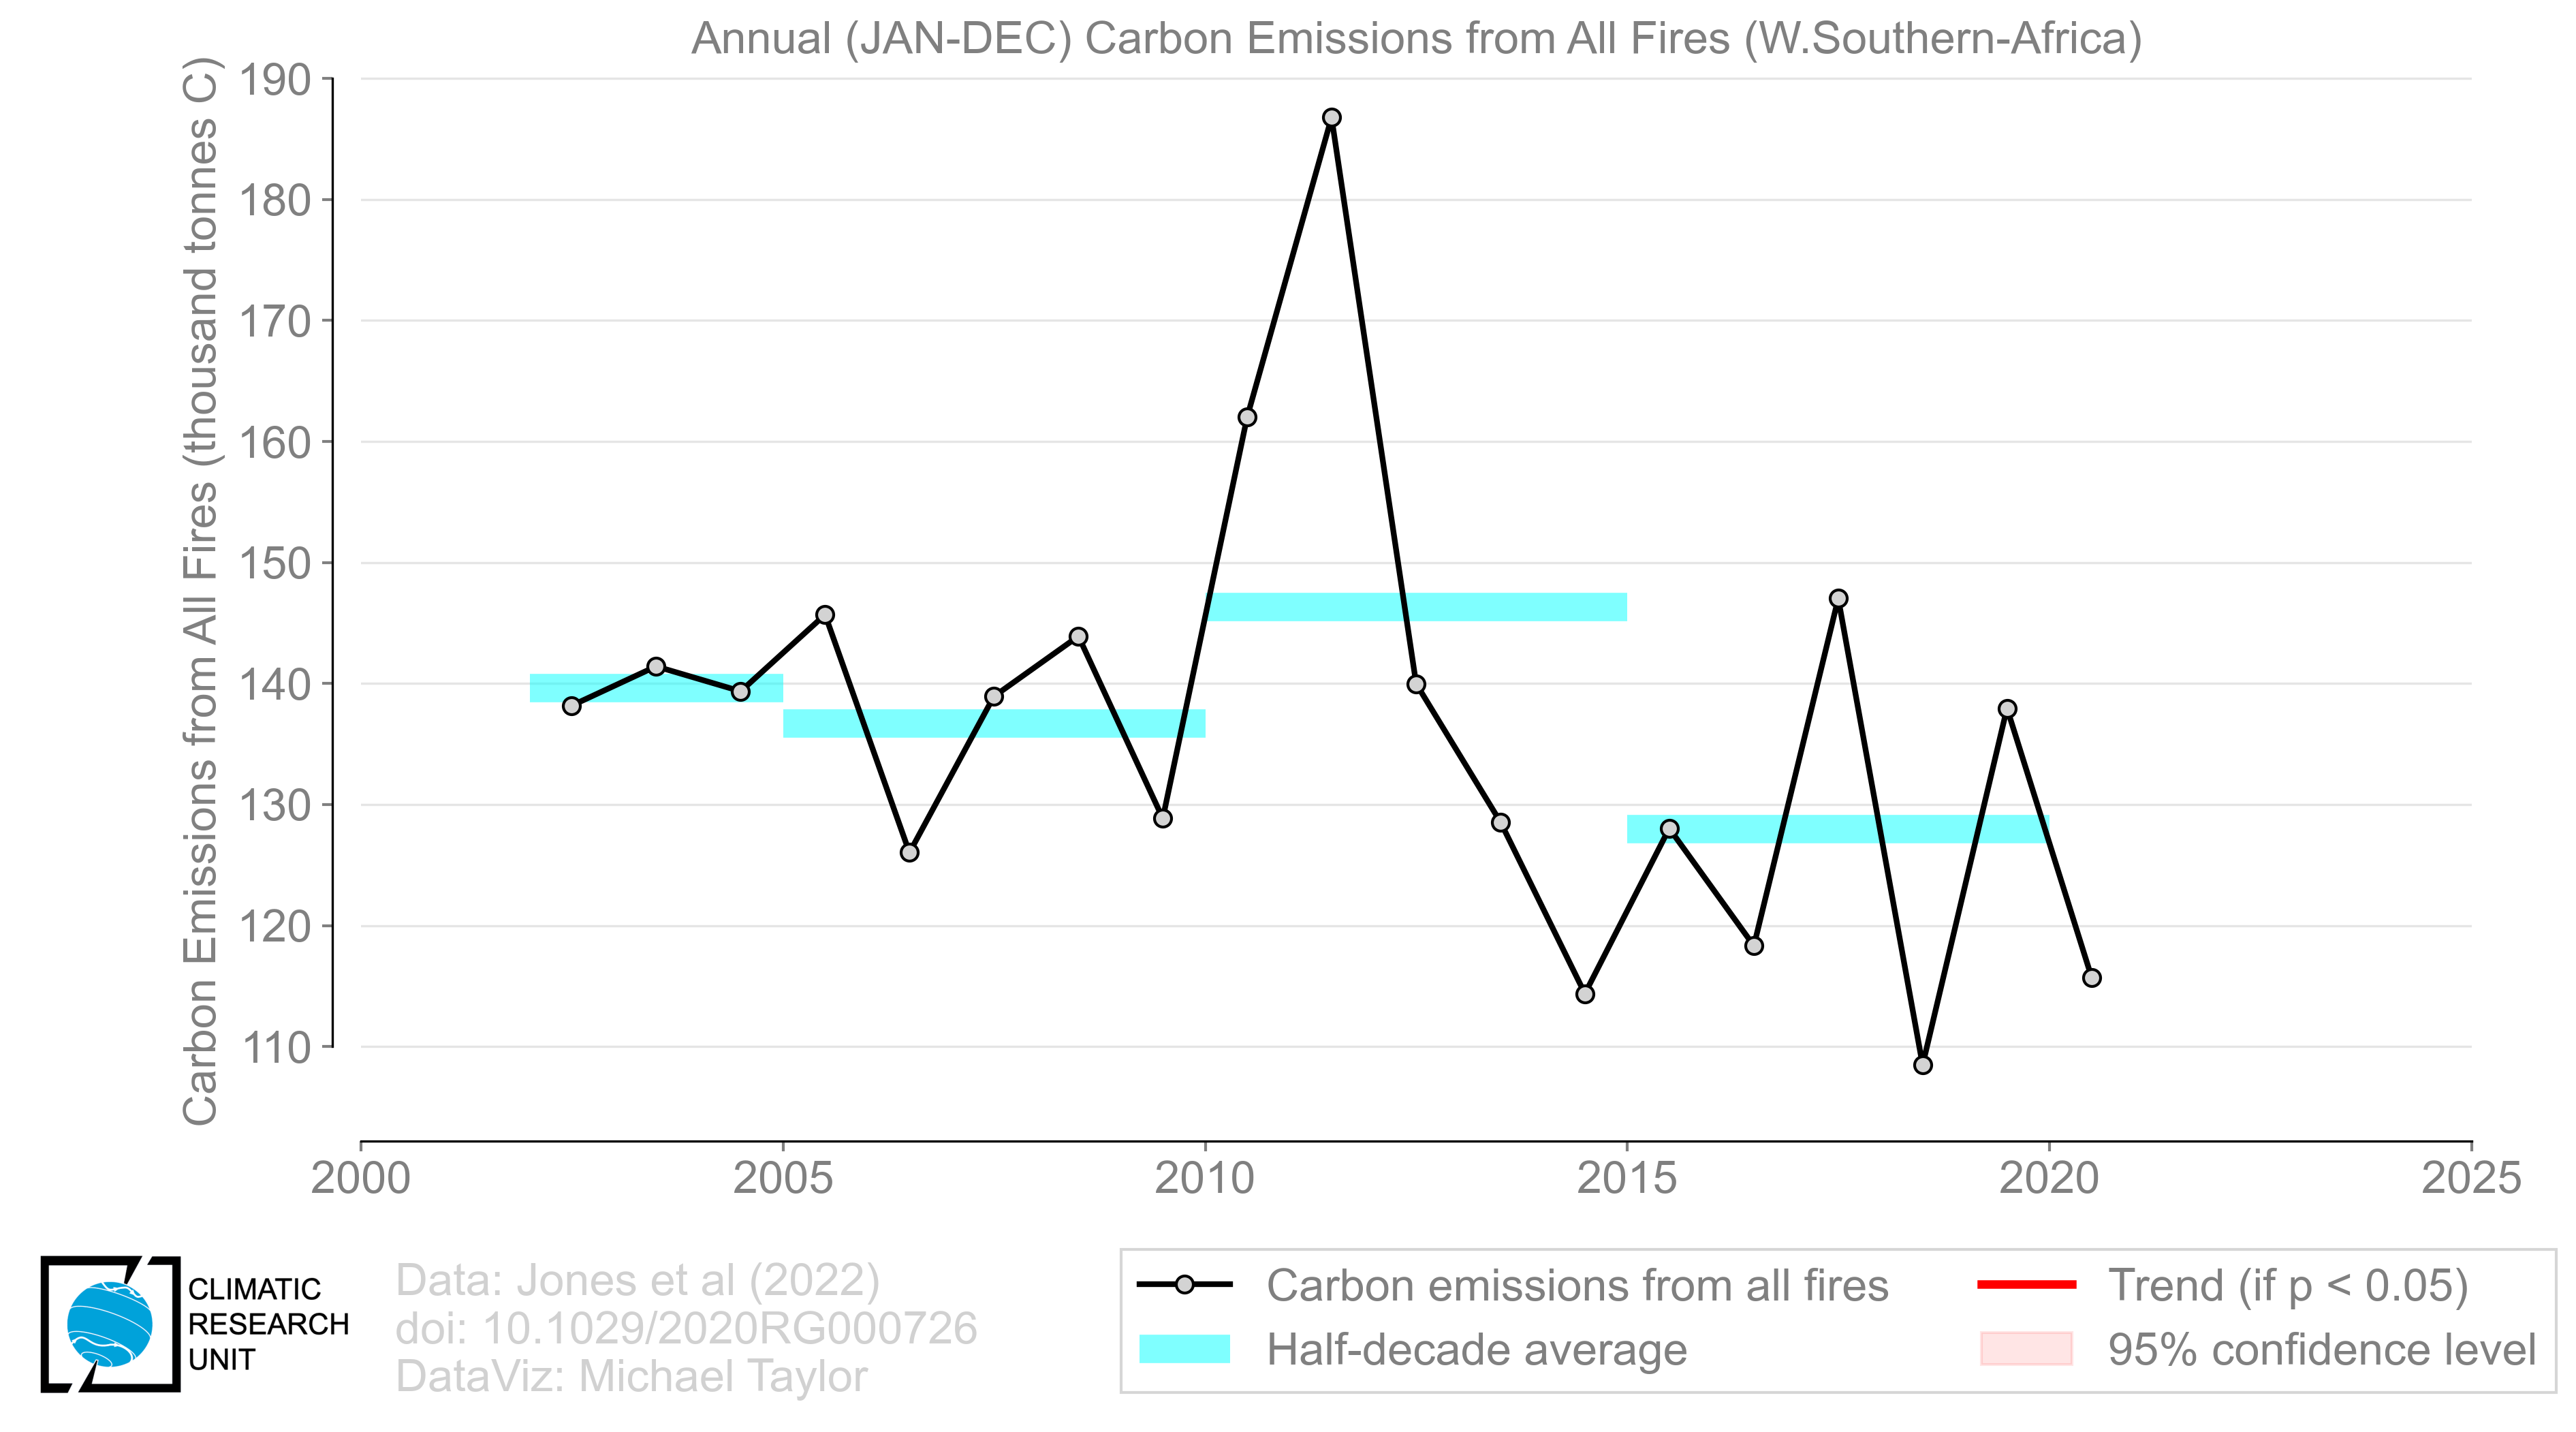 Annual (JAN-DEC) Carbon Emissions from All Fires (W.Southern-Africa)
Carbon Emissions from All Fires (thousand tonnes C)
190
180
170
160
150
140
130
120
110
2000
2005
2010
2015
2020
2025
CLIMATIC
RESEARCH
UNIT
Data: Jones et al (2022)
doi: 10.1029/2020RG000726
DataViz: Michael Taylor
Carbon emissions from all fires
Half-decade average
Trend (if p < 0.05)
95% confidence level